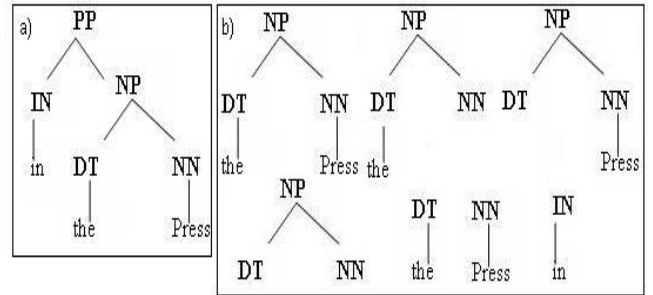 a) PP
IN NP
in DT NN
the Press
b) NP NP NP
DT NN DT NN DT NN
the Press the Press
NP DT NN IN
DT NN the Press in